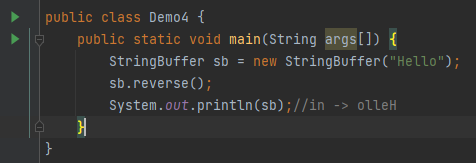 public class Demo4 {
public static void main(String args[]) {
StringBuffer sb = new StringBuffer("Hello");
sb.reverse();
System.out.println(sb);//in -> olleH
}
}